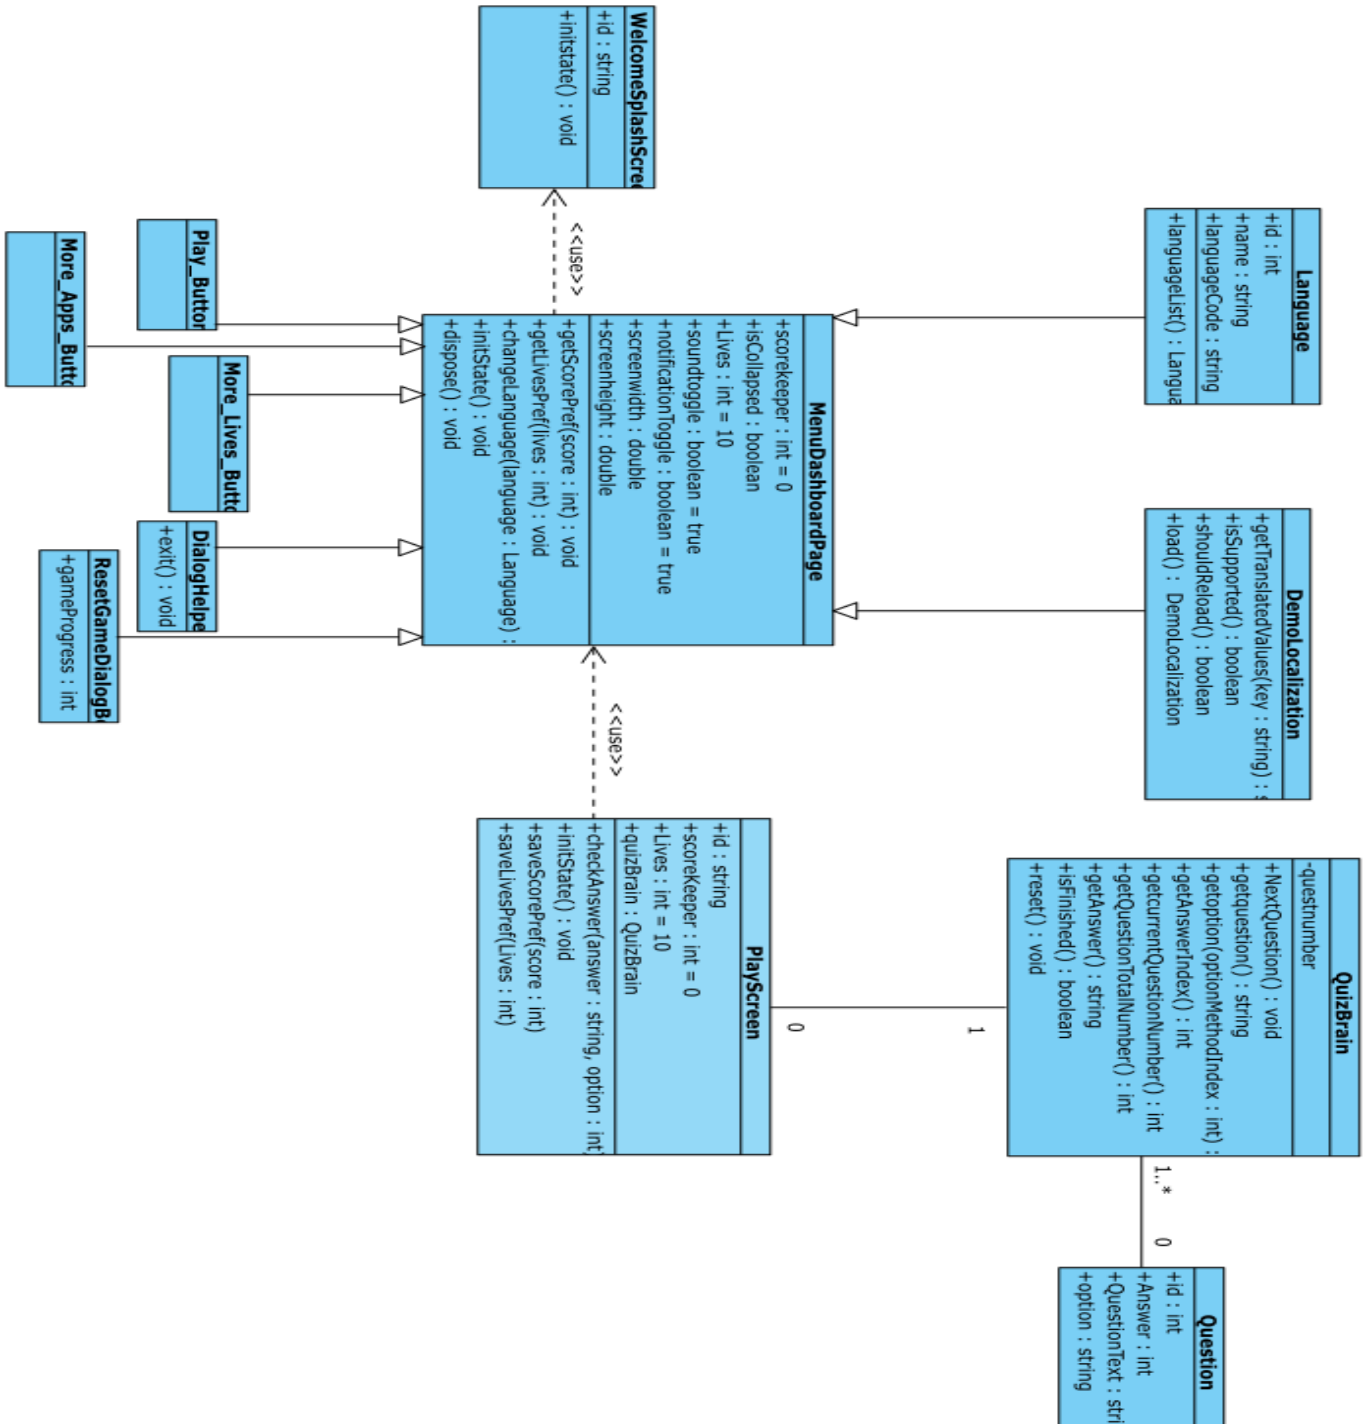 WelcomeSplashScre
+id : string
+initstate() : void
<<use>>
Language
+id : int
+name : string
+languageCode : string
+languageList() : Langua
MenuDashboardPage
+scorekeeper : int = 0
+isCollapsed : boolean
+Lives : int = 10
+soundtoggle : boolean = true
+notificationToggle : boolean = true
+screenwidth : double
+screenheight : double
+getScorePref(score : int) : void
+getLivesPref(lives : int) : void
+changeLanguage(language : Language) :
+initState() : void
+dispose() : void
Play_Button
More_Apps_Butto
More_Lives_Butto
DialogHelpe
+exit() : void
ResetGameDialogB
+gameProgress : int
DemoLocalization
+getTranslatedValues(key : string) : s
+isSupported() : boolean
+shouldReload() : boolean
+load() : DemoLocalization
<<use>>
PlayScreen
+id : string
+scoreKeeper : int = 0
+Lives : int = 10
+quizBrain : QuizBrain
+checkAnswer(answer : string, option : int)
+initState() : void
+saveScorePref(score : int)
+saveLivesPref(Lives : int)
0
1
QuizBrain
-questnumber
+NextQuestion() : void
+getquestion() : string
+getoption(optionMethodIndex : int) :
+getAnswerIndex() : int
+getcurrentQuestionNumber() : int
+getQuestionTotalNumber() : int
+getAnswer() : string
+isFinished() : boolean
+reset() : void
1..*
0
Question
+id : int
+Answer : int
+QuestionText : stri
+option : string